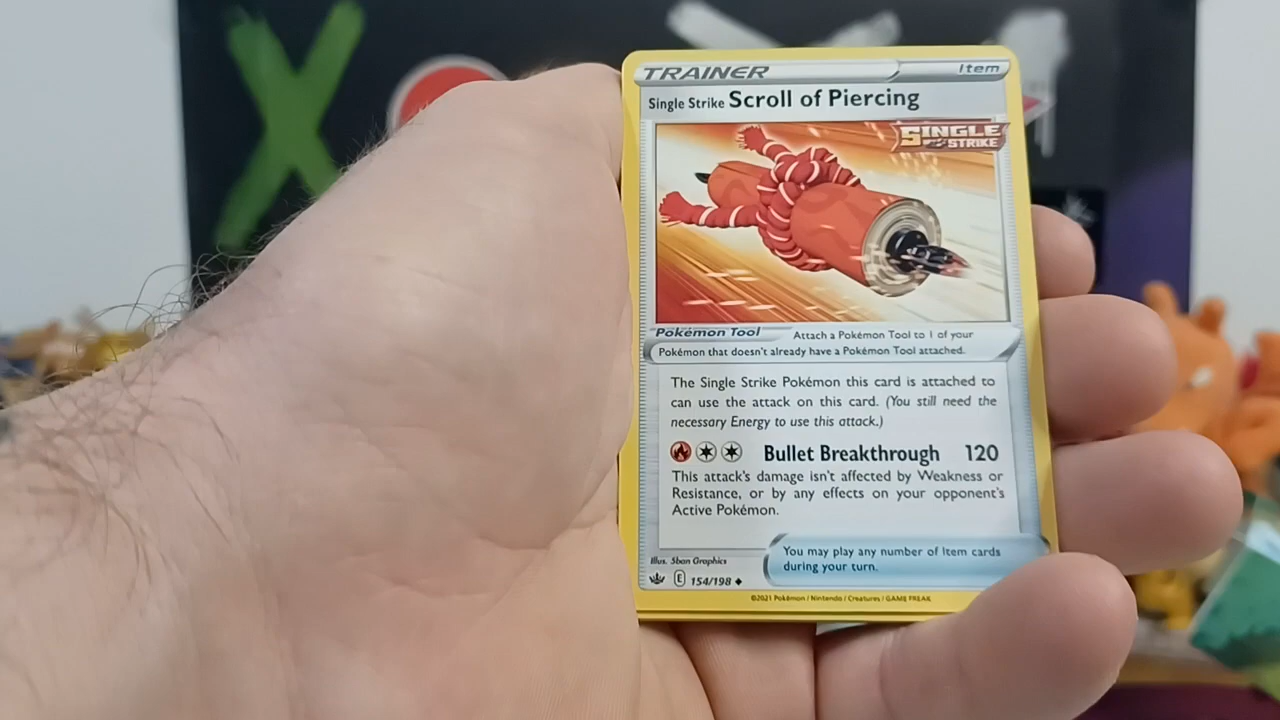 TRAINER Item
Single Strike Scroll of Piercing
SINGLE
STRIKE
Pokémon Tool Attach a Pokémon Tool to 1 of your
Pokémon that doesn't already have a Pokémon Tool attached.
The Single Strike Pokémon this card is attached to
can use the attack on this card. (You still need the
necessary Energy to use this attack.)
Bullet Breakthrough 120
This attack's damage isn't affected by Weakness or
Resistance, or by any effects on your opponent's
Active Pokémon.
You may play any number of Item cards
during your turn.
Illus. 5ban Graphics
E 154/198
©2021 Pokémon / Nintendo / Creatures / GAME FREAK